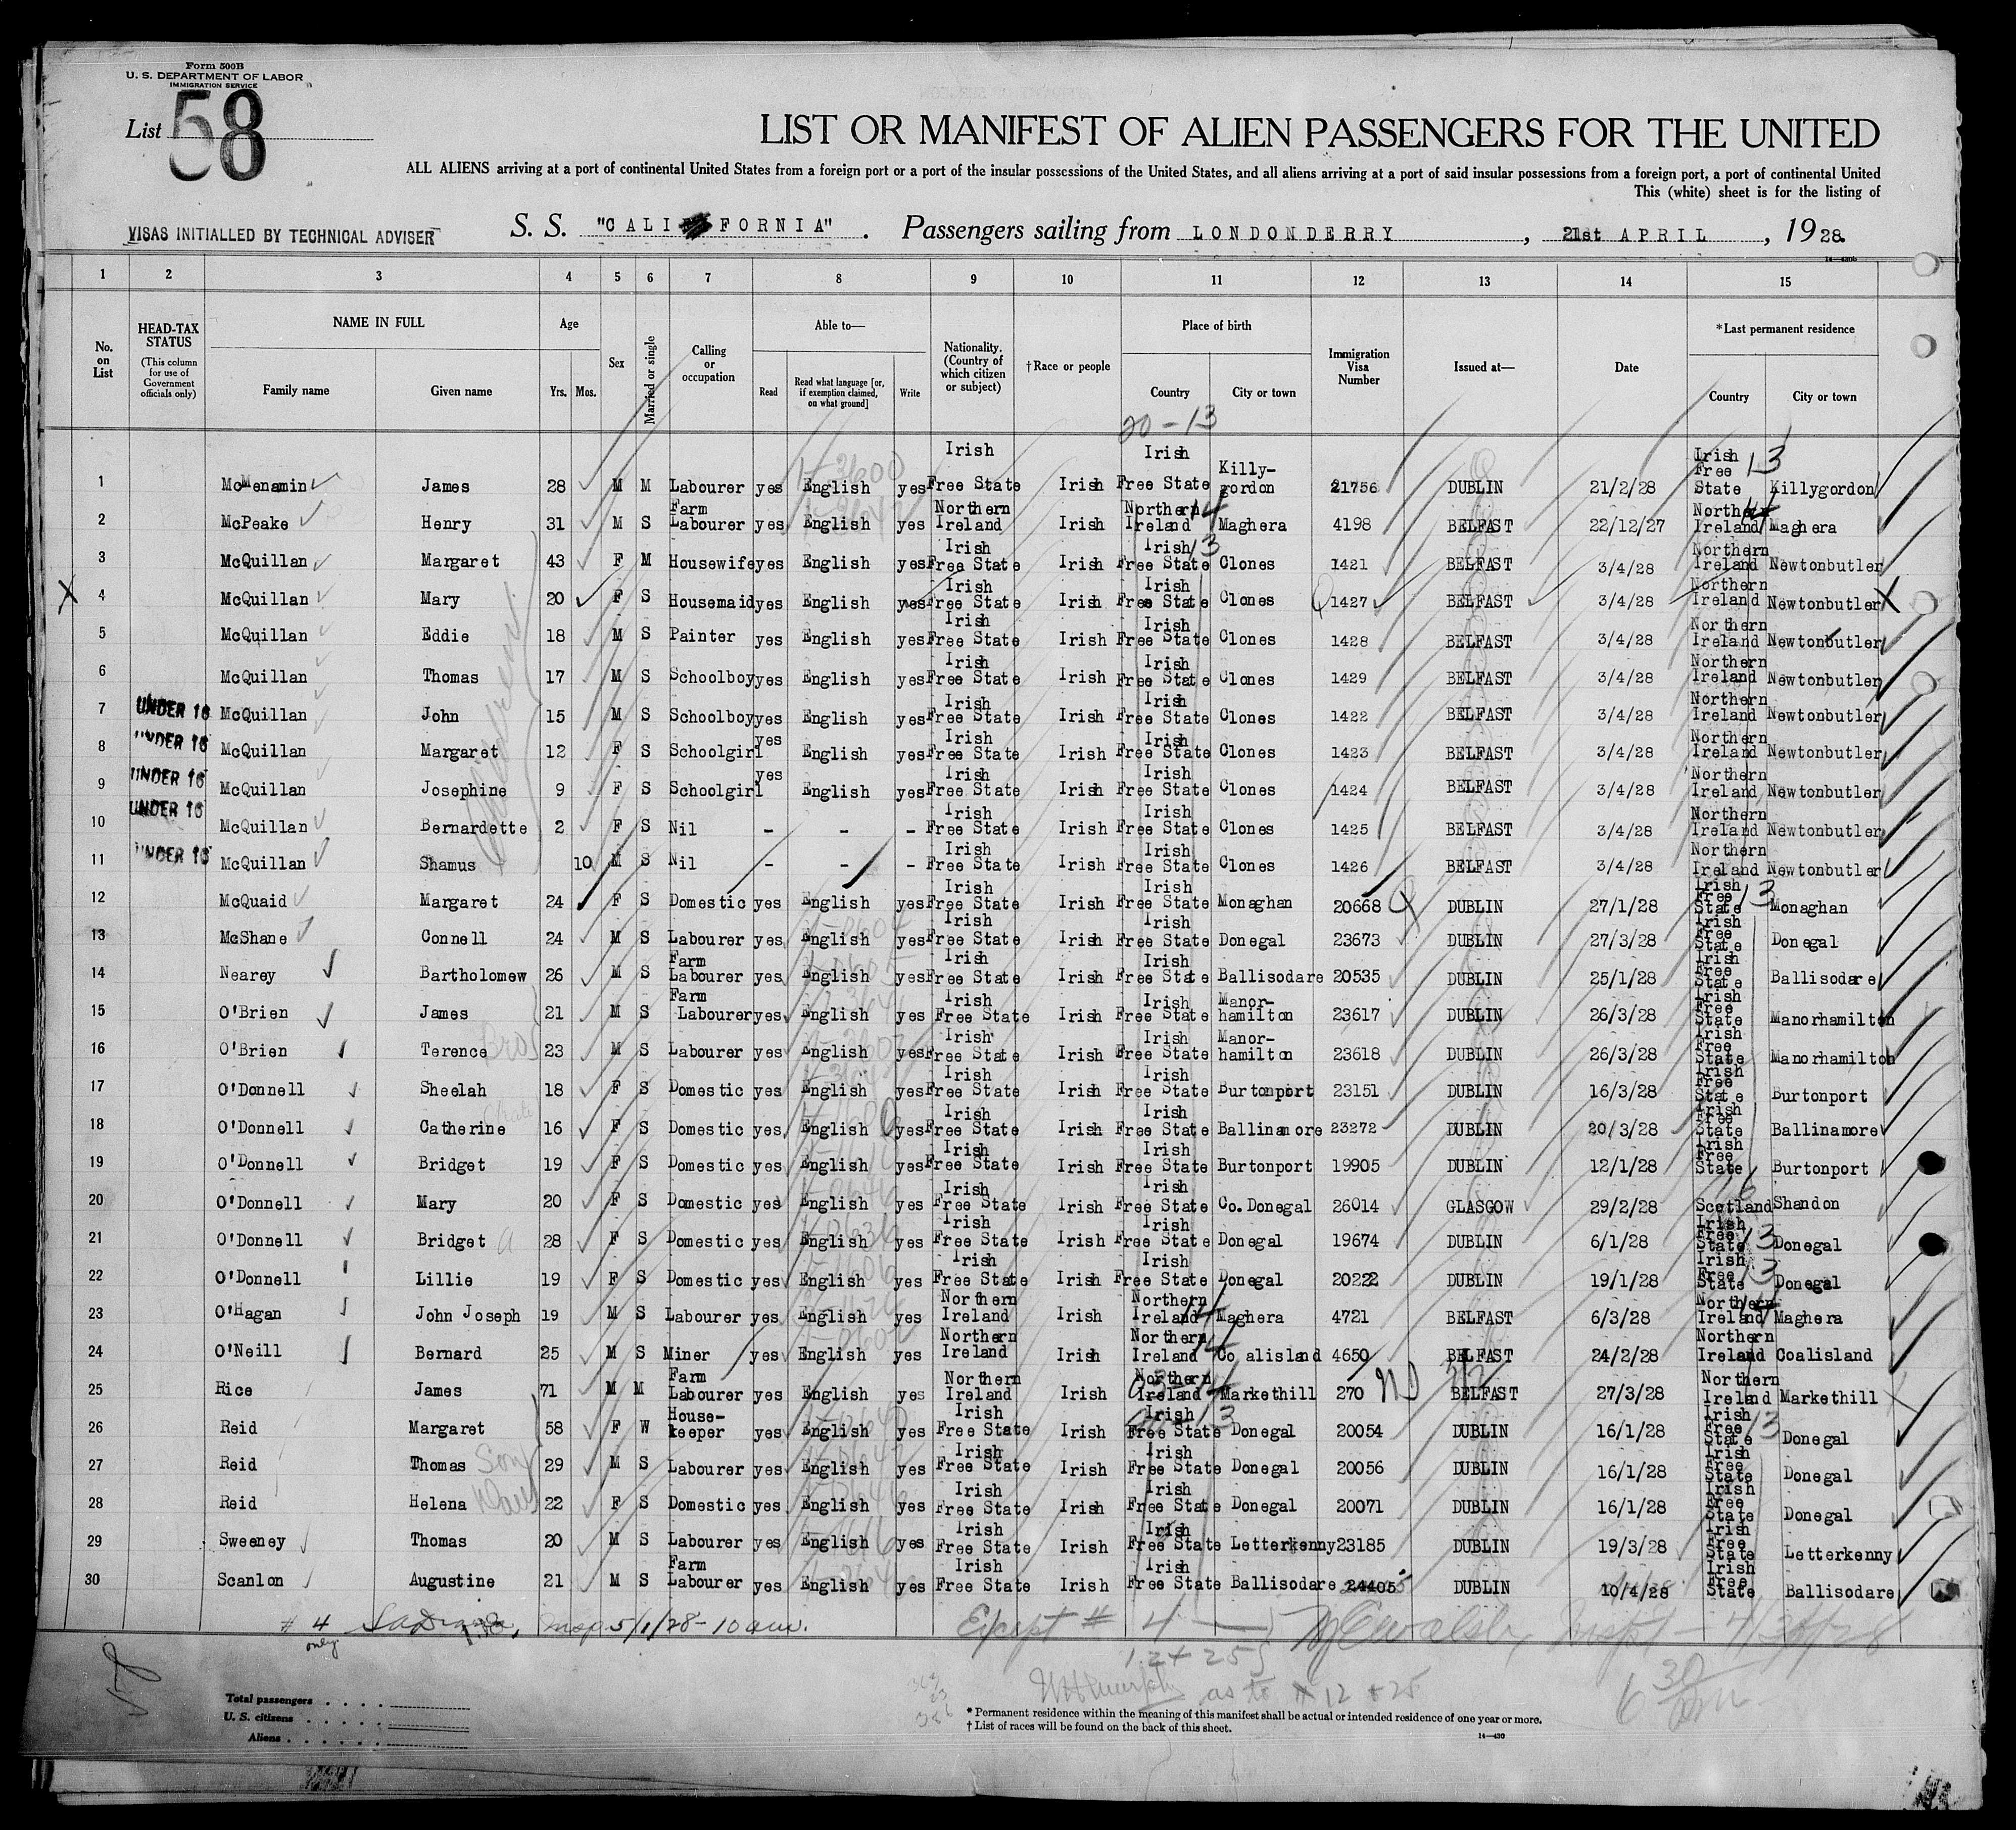 Form 500B
U. S. DEPARTMENT OF LABOR
IMMIGRATION SERVICE
List 58
LIST OR MANIFEST OF ALIEN PASSENGERS FOR THE UNITED
ALL ALIENS arriving at a port of continental United States from a foreign port or a port of the insular possessions of the United States, and all aliens arriving at a port of said insular possessions from a foreign port, a port of continental United
This (white) sheet is for the listing of
VISAS INITIALLED BY TECHNICAL ADVISER
S. S. "CALIFORNIA". Passengers sailing from LONDONDERRY, 21st APRIL, 1928.
1 2 3 4 5 6 7 8 9 10 11 12 13 14 15
No. on List
HEAD-TAX STATUS (This column for use of Government officials only)
NAME IN FULL
Family name Given name
Age Yrs. Mos.
Sex
Married or single
Calling or occupation
Able to—
Read Read what language [or, if exemption claimed, on what ground] Write
Nationality. (Country of which citizen or subject)
†Race or people
Place of birth
Country City or town
Immigration Visa Number
Issued at—
Date
*Last permanent residence
Country City or town
20-13
1 McMenamin James 28 M M Labourer yes English yes Irish Free State Irish Irish Free State Killy-gordon 21756 DUBLIN 21/2/28 Irish Free State 13 Killygordon
2 McPeake Henry 31 M S Farm Labourer yes English yes Northern Ireland Irish Northern Ireland 14 Maghera 4198 BELFAST 22/12/27 Northern Ireland 14 Maghera
3 McQuillan Margaret 43 F M Housewife yes English yes Irish Free State Irish Irish Free State 13 Clones 1421 BELFAST 3/4/28 Northern Ireland Newtonbutler
X 4 McQuillan Mary 20 F S Housemaid yes English yes Irish Free State Irish Irish Free State Clones 1427 BELFAST 3/4/28 Northern Ireland Newtonbutler X
5 McQuillan Eddie 18 M S Painter yes English yes Irish Free State Irish Irish Free State Clones 1428 BELFAST 3/4/28 Northern Ireland Newtonbutler
6 McQuillan Thomas 17 M S Schoolboy yes English yes Irish Free State Irish Irish Free State Clones 1429 BELFAST 3/4/28 Northern Ireland Newtonbutler
7 UNDER 16 McQuillan John 15 M S Schoolboy yes English yes Irish Free State Irish Irish Free State Clones 1422 BELFAST 3/4/28 Northern Ireland Newtonbutler
8 UNDER 16 McQuillan Margaret 12 F S Schoolgirl yes English yes Irish Free State Irish Irish Free State Clones 1423 BELFAST 3/4/28 Northern Ireland Newtonbutler
9 UNDER 16 McQuillan Josephine 9 F S Schoolgirl yes English yes Irish Free State Irish Irish Free State Clones 1424 BELFAST 3/4/28 Northern Ireland Newtonbutler
10 UNDER 16 McQuillan Bernardette 2 F S Nil - - - Irish Free State Irish Irish Free State Clones 1425 BELFAST 3/4/28 Northern Ireland Newtonbutler
11 UNDER 16 McQuillan Shamus 10 M S Nil - - - Irish Free State Irish Irish Free State Clones 1426 BELFAST 3/4/28 Northern Ireland Newtonbutler
12 McQuaid Margaret 24 F S Domestic yes English yes Irish Free State Irish Irish Free State Monaghan 20668 DUBLIN 27/1/28 Irish Free State 13 Monaghan
13 McShane Connell 24 M S Labourer yes English yes Irish Free State Irish Irish Free State Donegal 23673 DUBLIN 27/3/28 Irish Free State Donegal
14 Nearey Bartholomew 26 M S Farm Labourer yes English yes Irish Free State Irish Irish Free State Ballisodare 20535 DUBLIN 25/1/28 Irish Free State Ballisodare
15 O'Brien James 21 M S Farm Labourer yes English yes Irish Free State Irish Irish Free State Manor-hamilton 23617 DUBLIN 26/3/28 Irish Free State Manorhamilton
16 O'Brien Terence Bros 23 M S Labourer yes English yes Irish Free State Irish Irish Free State Manor-hamilton 23618 DUBLIN 26/3/28 Irish Free State Manorhamilton
17 O'Donnell Sheelah 18 F S Domestic yes English yes Irish Free State Irish Irish Free State Burtonport 23151 DUBLIN 16/3/28 Irish Free State Burtonport
18 O'Donnell Catherine 16 F S Domestic yes English yes Irish Free State Irish Irish Free State Ballinamore 23272 DUBLIN 20/3/28 Irish Free State Ballinamore
19 O'Donnell Bridget 19 F S Domestic yes English yes Irish Free State Irish Irish Free State Burtonport 19905 DUBLIN 12/1/28 Irish Free State Burtonport
20 O'Donnell Mary 20 F S Domestic yes English yes Irish Free State Irish Irish Free State Co. Donegal 26014 GLASGOW 29/2/28 Scotland Shandon
21 O'Donnell Bridget 28 F S Domestic yes English yes Irish Free State Irish Irish Free State Donegal 19674 DUBLIN 6/1/28 Irish Free State 13 Donegal
22 O'Donnell Lillie 19 F S Domestic yes English yes Irish Free State Irish Irish Free State Donegal 20222 DUBLIN 19/1/28 Irish Free State 13 Donegal
23 O'Hagan John Joseph 19 M S Labourer yes English yes Northern Ireland Irish Northern Ireland 14 Maghera 4721 BELFAST 6/3/28 Northern Ireland 14 Maghera
24 O'Neill Bernard 25 M S Miner yes English yes Northern Ireland Irish Northern Ireland 14 Coalisland 4650 BELFAST 24/2/28 Northern Ireland Coalisland
25 Rice James 71 M M Farm Labourer yes English yes Northern Ireland Irish Northern Ireland 14 Markethill 270 ND BELFAST 27/3/28 Northern Ireland Markethill
26 Reid Margaret 58 F W House-keeper yes English yes Irish Free State Irish Irish Free State 13 Donegal 20054 DUBLIN 16/1/28 Irish Free State 13 Donegal
27 Reid Thomas Son 29 M S Labourer yes English yes Irish Free State Irish Irish Free State Donegal 20056 DUBLIN 16/1/28 Irish Free State Donegal
28 Reid Helena Dau 22 F S Domestic yes English yes Irish Free State Irish Irish Free State Donegal 20071 DUBLIN 16/1/28 Irish Free State Donegal
29 Sweeney Thomas 20 M S Labourer yes English yes Irish Free State Irish Irish Free State Letterkenny 23185 DUBLIN 19/3/28 Irish Free State Letterkenny
30 Scanlon Augustine 21 M S Farm Labourer yes English yes Irish Free State Irish Irish Free State Ballisodare 24405 DUBLIN 10/4/28 Irish Free State Ballisodare
# 4 only insp. 5/1/28-10 am. Except # 4
12 + 25
as to # 12 + 25
58
Total passengers
U. S. citizens
Aliens
* Permanent residence within the meaning of this manifest shall be actual or intended residence of one year or more.
† List of races will be found on the back of this sheet.
14—430